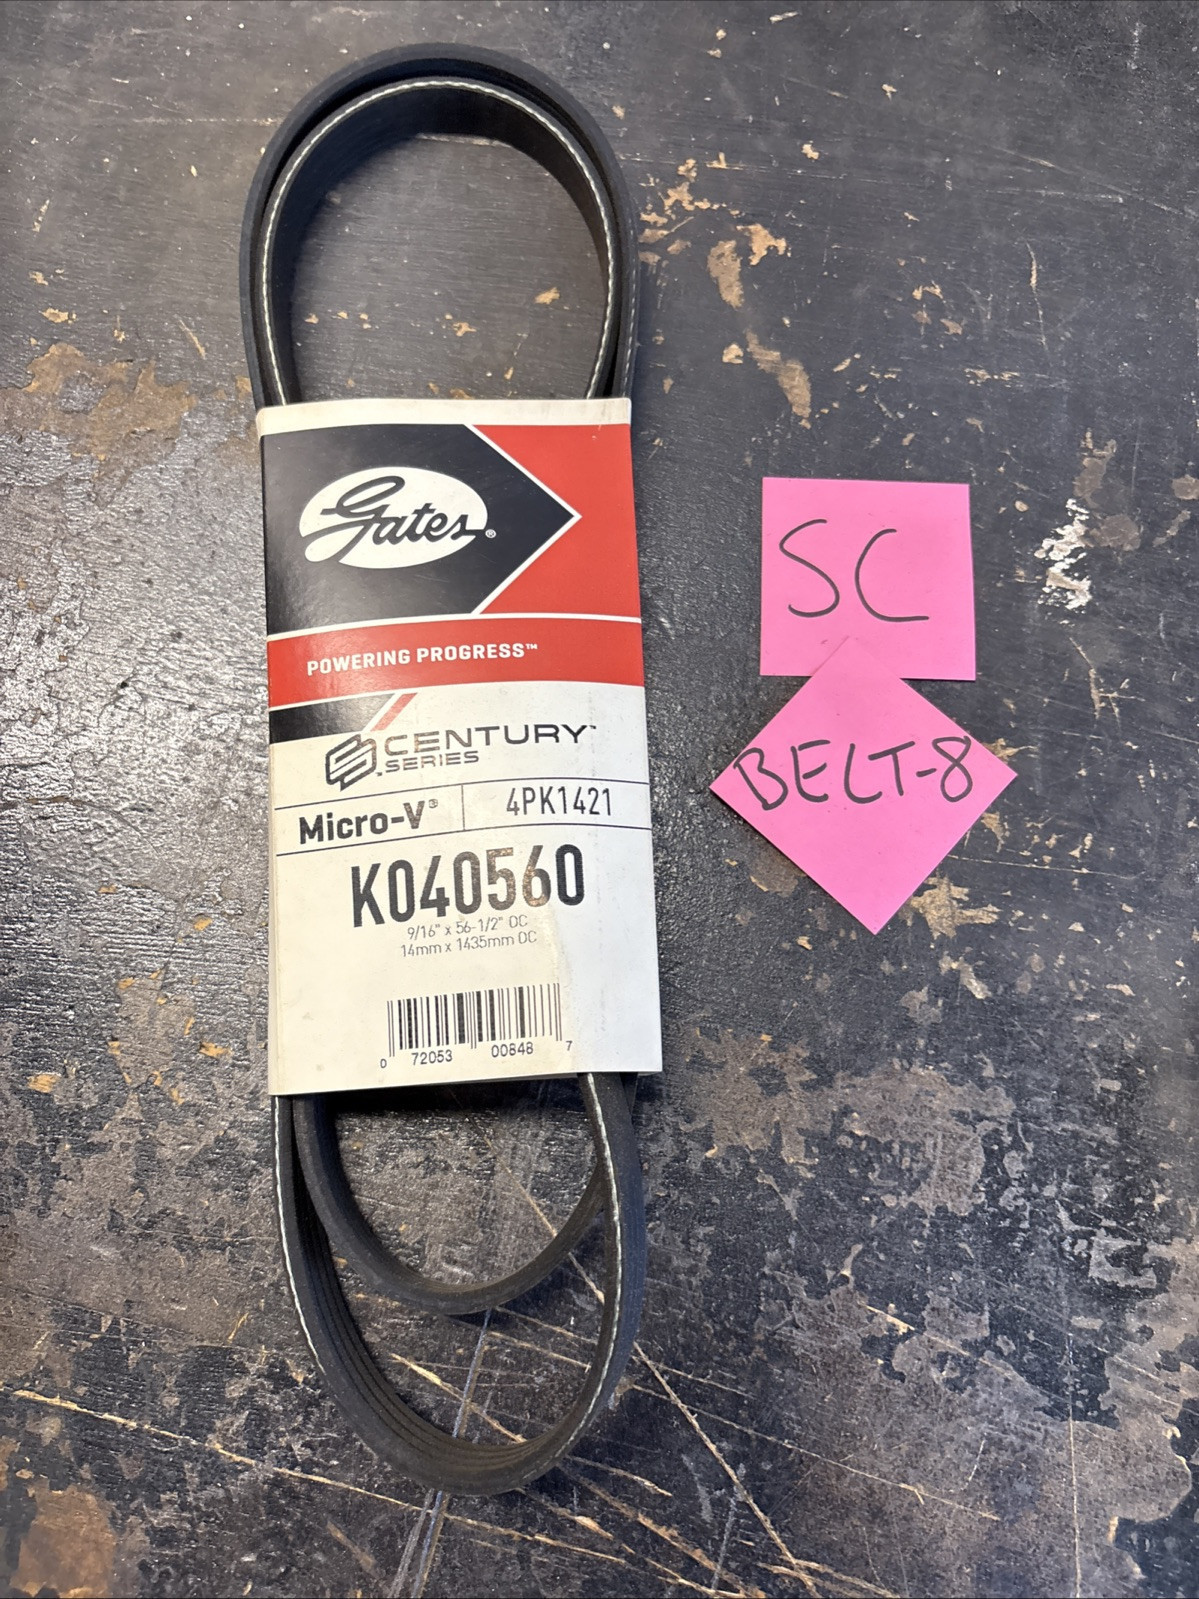 Gates®
POWERING PROGRESS™
CENTURY™
SERIES
Micro-V® 4PK1421
K040560
9/16" x 56-1/2" OC
14mm x 1435mm OC
0 72053 00848 7
SC
BELT-8